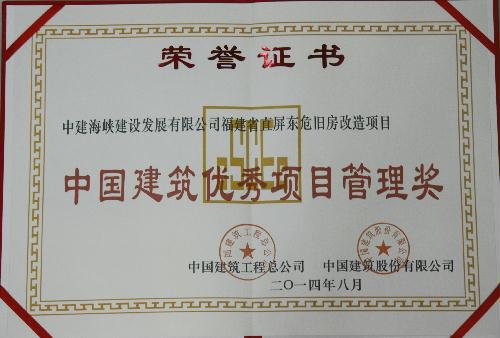 荣誉证书
中建海峡建设发展有限公司福建省直屏东危旧房改造项目
中国建筑优秀项目管理奖
中国建筑工程总公司 中国建筑股份有限公司
二〇一四年八月